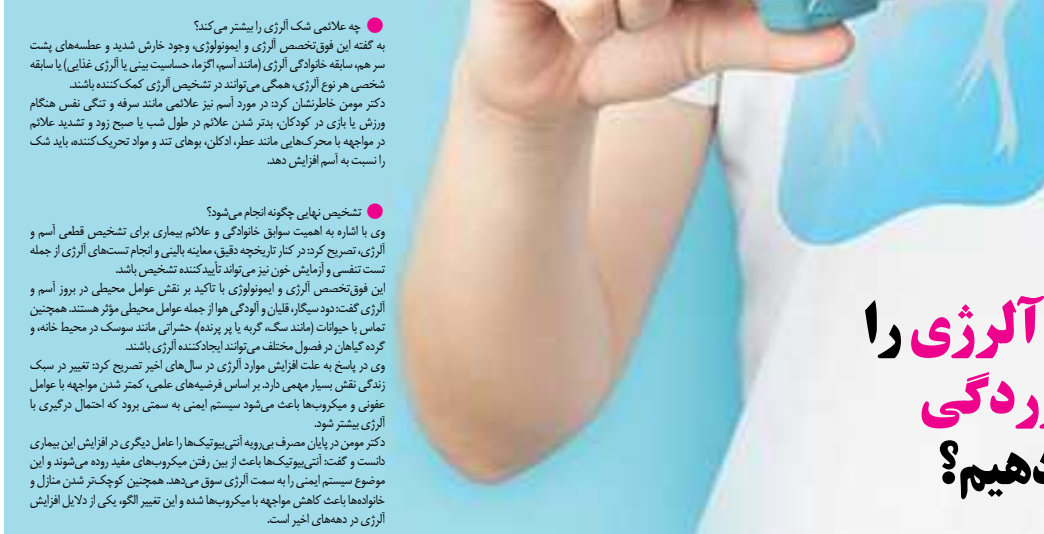 آلرژی را
ردگی
دهیم؟
چه علائمی شک آلرژی را بیشتر می‌کند؟
به گفته این فوق‌تخصص آلرژی و ایمونولوژی، وجود خارش شدید و عطسه‌های پشت
سر هم، سابقه خانوادگی آلرژی (مانند آسم، اگزما، حساسیت بینی یا آلرژی غذایی) یا سابقه
شخصی هر نوع آلرژی، همگی می‌توانند در تشخیص آلرژی کمک‌کننده باشند.
دکتر مومن خاطرنشان کرد: در مورد آسم نیز علائمی مانند سرفه و تنگی نفس هنگام
ورزش یا بازی در کودکان، بدتر شدن علائم در طول شب یا صبح زود و تشدید علائم
در مواجهه با محرک‌هایی مانند عطر، ادکلن، بوهای تند و مواد تحریک‌کننده، باید شک
را نسبت به آسم افزایش دهد.
تشخیص نهایی چگونه انجام می‌شود؟
وی با اشاره به اهمیت سوابق خانوادگی و علائم بیماری برای تشخیص قطعی آسم و
آلرژی، تصریح کرد: در کنار تاریخچه دقیق، معاینه بالینی و انجام تست‌های آلرژی از جمله
تست تنفسی و آزمایش خون نیز می‌تواند تأییدکننده تشخیص باشد.
این فوق‌تخصص آلرژی و ایمونولوژی با تاکید بر نقش عوامل محیطی در بروز آسم و
آلرژی گفت: دود سیگار، قلیان و آلودگی هوا از جمله عوامل محیطی مؤثر هستند. همچنین
تماس با حیوانات (مانند سگ، گربه یا پر پرنده)، حشراتی مانند سوسک در محیط خانه، و
گرده گیاهان در فصول مختلف می‌توانند ایجادکننده آلرژی باشند.
وی در پاسخ به علت افزایش موارد آلرژی در سال‌های اخیر تصریح کرد: تغییر در سبک
زندگی نقش بسیار مهمی دارد. بر اساس فرضیه‌های علمی، کمتر شدن مواجهه با عوامل
عفونی و میکروب‌ها باعث می‌شود سیستم ایمنی به سمتی برود که احتمال درگیری با
آلرژی بیشتر شود.
دکتر مومن در پایان مصرف بی‌رویه آنتی‌بیوتیک‌ها را عامل دیگری در افزایش این بیماری
دانست و گفت: آنتی‌بیوتیک‌ها باعث از بین رفتن میکروب‌های مفید روده می‌شوند و این
موضوع سیستم ایمنی را به سمت آلرژی سوق می‌دهد. همچنین کوچک‌تر شدن منازل و
خانواده‌ها باعث کاهش مواجهه با میکروب‌ها شده و این تغییر الگو، یکی از دلایل افزایش
آلرژی در دهه‌های اخیر است.